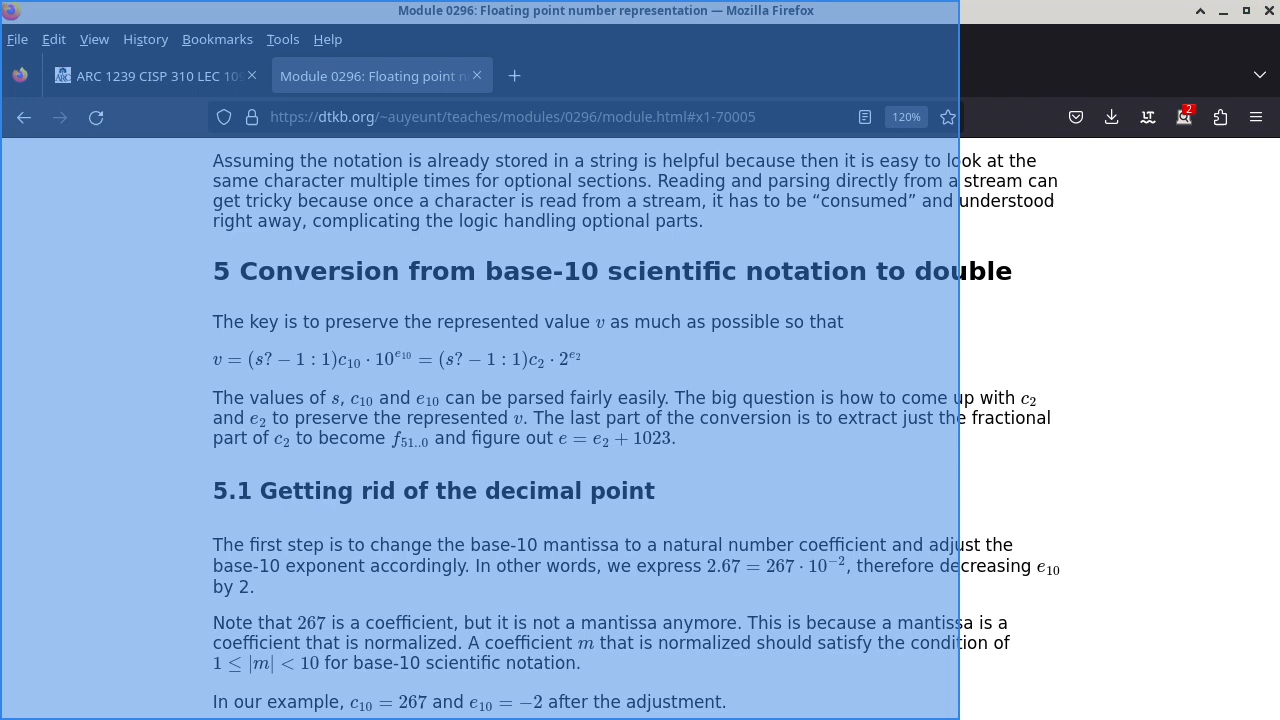 Module 0296: Floating point number representation — Mozilla Firefox
File Edit View History Bookmarks Tools Help
ARC 1239 CISP 310 LEC 109 Module 0296: Floating point n
https://dtkb.org/~auyeunt/teaches/modules/0296/module.html#x1-70005 120% 2
Assuming the notation is already stored in a string is helpful because then it is easy to look at the
same character multiple times for optional sections. Reading and parsing directly from a stream can
get tricky because once a character is read from a stream, it has to be “consumed” and understood
right away, complicating the logic handling optional parts.
5 Conversion from base-10 scientific notation to double
The key is to preserve the represented value v as much as possible so that
v = (s? − 1 : 1)c₁₀ · 10^{e₁₀} = (s? − 1 : 1)c₂ · 2^{e₂}
The values of s, c₁₀ and e₁₀ can be parsed fairly easily. The big question is how to come up with c₂
and e₂ to preserve the represented v. The last part of the conversion is to extract just the fractional
part of c₂ to become f₅₁..₀ and figure out e = e₂ + 1023.
5.1 Getting rid of the decimal point
The first step is to change the base-10 mantissa to a natural number coefficient and adjust the
base-10 exponent accordingly. In other words, we express 2.67 = 267 · 10⁻², therefore decreasing e₁₀
by 2.
Note that 267 is a coefficient, but it is not a mantissa anymore. This is because a mantissa is a
coefficient that is normalized. A coefficient m that is normalized should satisfy the condition of
1 ≤ |m| < 10 for base-10 scientific notation.
In our example, c₁₀ = 267 and e₁₀ = −2 after the adjustment.